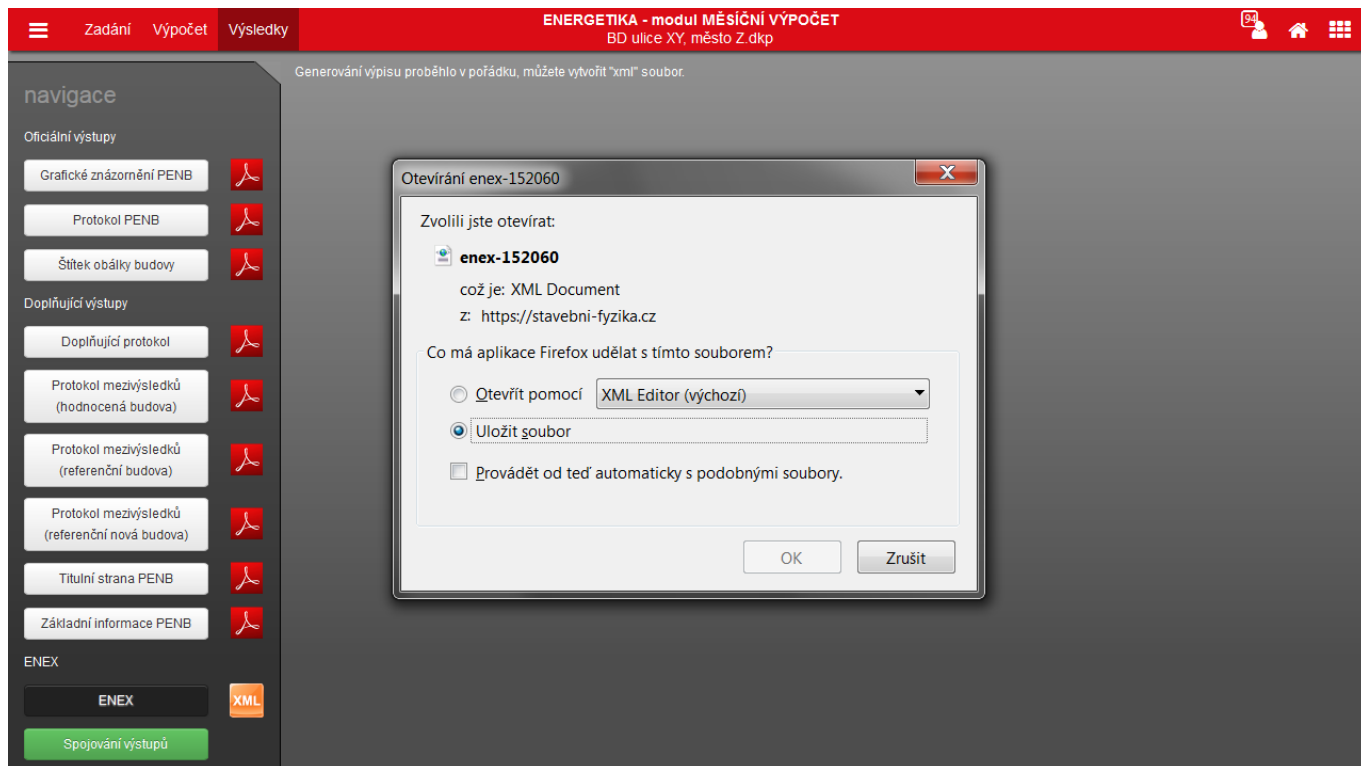 Zadání Výpočet Výsledky
ENERGETIKA - modul MĚSÍČNÍ VÝPOČET
BD ulice XY, město Z.dkp
94
navigace
Oficiální výstupy
Grafické znázornění PENB
Protokol PENB
Štítek obálky budovy
Doplňující výstupy
Doplňující protokol
Protokol mezivýsledků
(hodnocená budova)
Protokol mezivýsledků
(referenční budova)
Protokol mezivýsledků
(referenční nová budova)
Titulní strana PENB
Základní informace PENB
ENEX
ENEX
XML
Spojování výstupů
Generování výpisu proběhlo v pořádku, můžete vytvořit "xml" soubor.
Otevírání enex-152060
Zvolili jste otevírat:
enex-152060
což je: XML Document
z: https://stavebni-fyzika.cz
Co má aplikace Firefox udělat s tímto souborem?
Otevřít pomocí XML Editor (výchozí)
Uložit soubor
Provádět od teď automaticky s podobnými soubory.
OK Zrušit